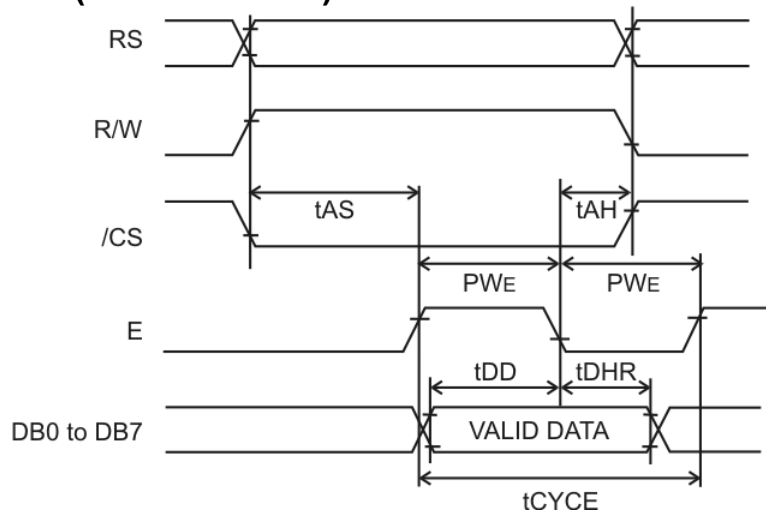 RS
R/W
tAS
tAH
/CS
PWE
PWE
E
tDD
tDHR
DB0 to DB7
VALID DATA
tCYCE